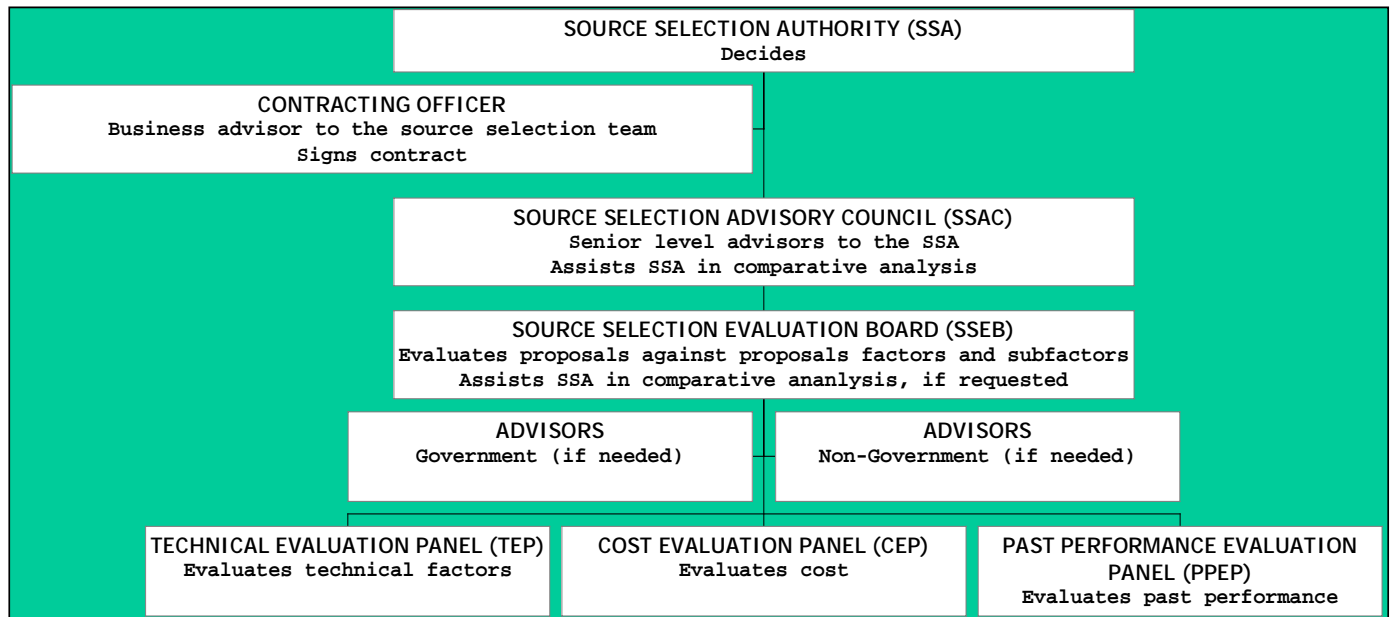 SOURCE SELECTION AUTHORITY (SSA)
Decides
CONTRACTING OFFICER
Business advisor to the source selection team
Signs contract
SOURCE SELECTION ADVISORY COUNCIL (SSAC)
Senior level advisors to the SSA
Assists SSA in comparative analysis
SOURCE SELECTION EVALUATION BOARD (SSEB)
Evaluates proposals against proposals factors and subfactors
Assists SSA in comparative ananlysis, if requested
ADVISORS
Government (if needed)
ADVISORS
Non-Government (if needed)
TECHNICAL EVALUATION PANEL (TEP)
Evaluates technical factors
COST EVALUATION PANEL (CEP)
Evaluates cost
PAST PERFORMANCE EVALUATION
PANEL (PPEP)
Evaluates past performance